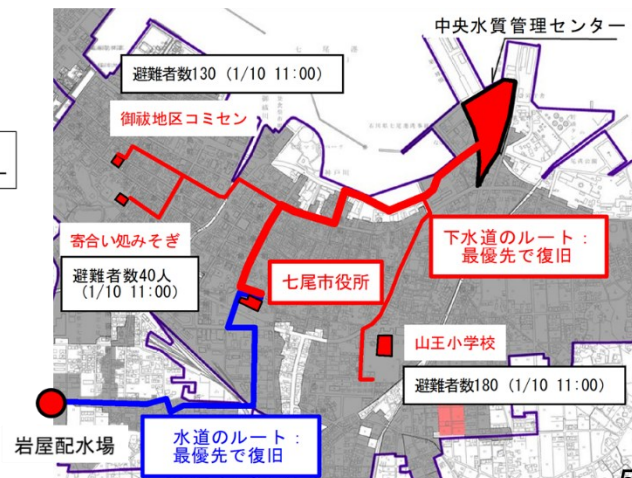 中央水質管理センター
避難者数130 (1/10 11:00)
御祓地区コミセン
寄合い処みそぎ
避難者数40人
(1/10 11:00)
七尾市役所
下水道のルート：
最優先で復旧
山王小学校
避難者数180 (1/10 11:00)
岩屋配水場
水道のルート：
最優先で復旧